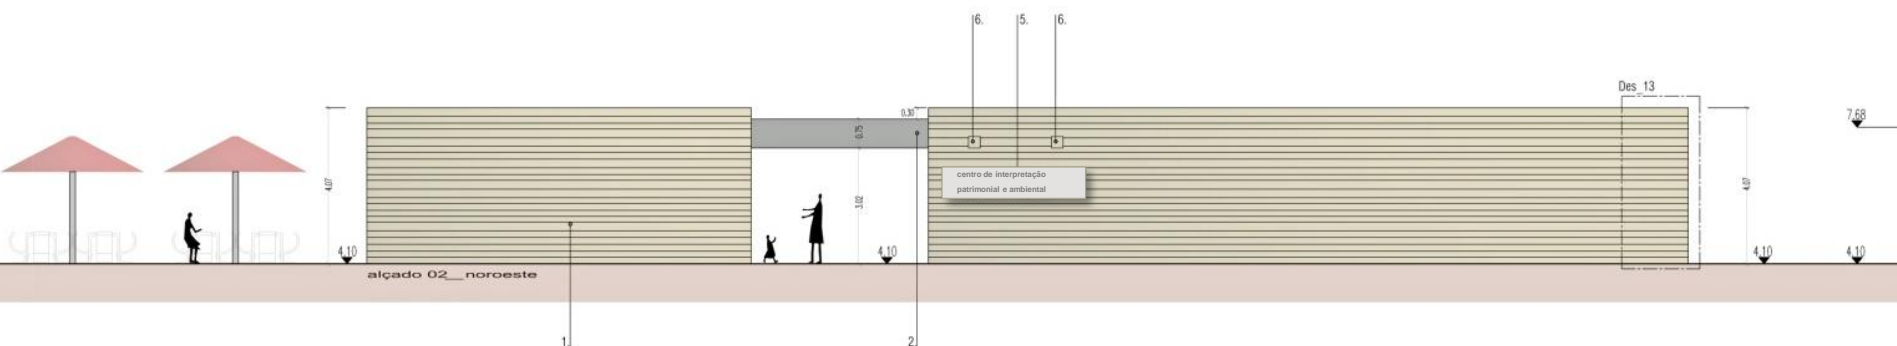 6. 5. 6.
Des_13
0.30
7.68
0.75
centro de interpretação
patrimonial e ambiental
4.07
3.02
4.07
4.10
4.10
4.10
4.10
alçado 02__noroeste
1.
2.